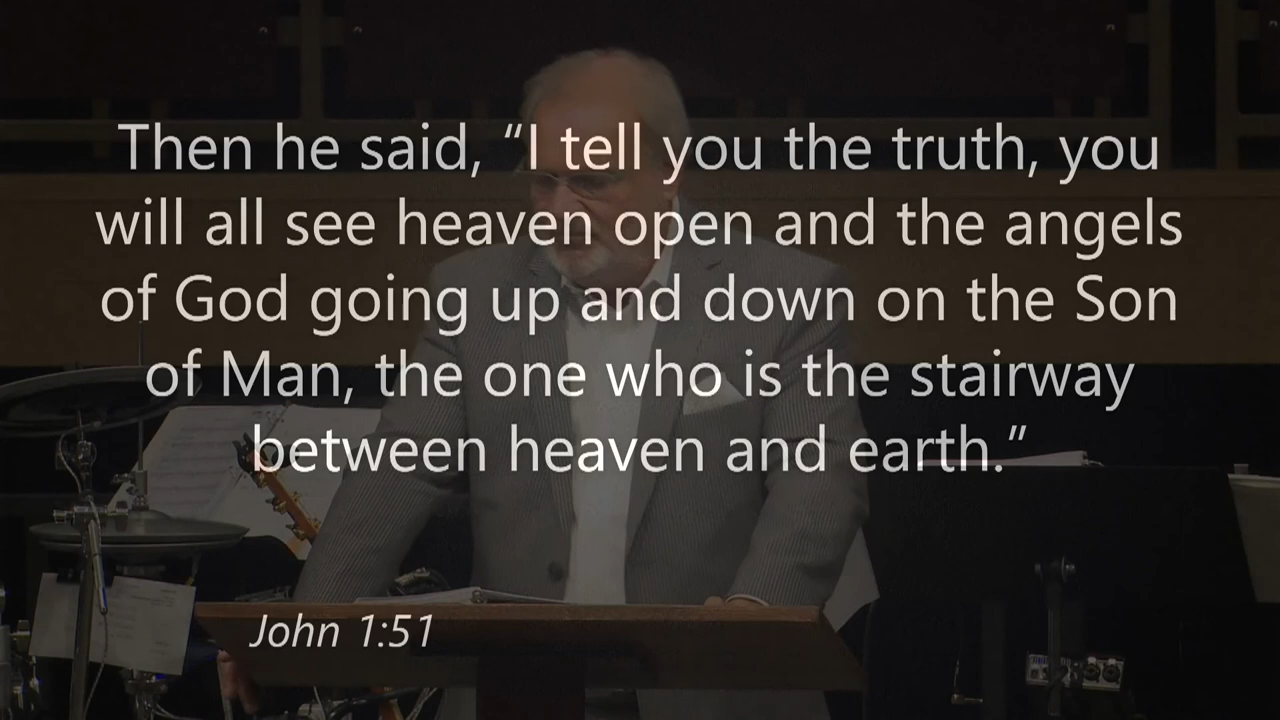 Then he said, “I tell you the truth, you
will all see heaven open and the angels
of God going up and down on the Son
of Man, the one who is the stairway
between heaven and earth.”
John 1:51